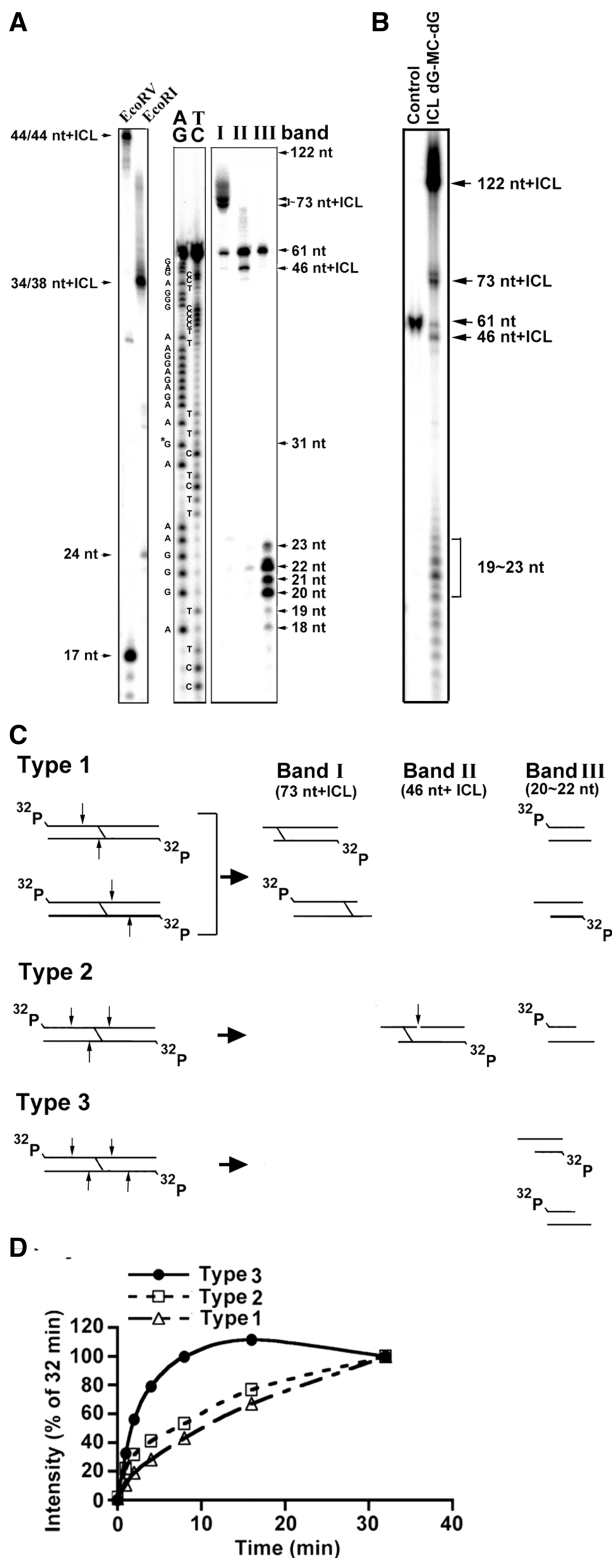 A
B
EcoRV
EcoRI
44/44 nt+ICL
34/38 nt+ICL
24 nt
17 nt
A T
G C
G
A
G
A
G
G
G
A
A
A
G
G
A
G
A
G
A
A
*G
A
A
A
G
G
G
A
C
C
T
C
C
C
C
T
T
T
T
C
T
C
T
T
T
T
C
C
I II III band
122 nt
73 nt+ICL
61 nt
46 nt+ICL
31 nt
23 nt
22 nt
21 nt
20 nt
19 nt
18 nt
Control
ICL dG-MC-dG
122 nt+ICL
73 nt+ICL
61 nt
46 nt+ICL
19~23 nt
C
Type 1
Band I
(73 nt+ICL)
Band II
(46 nt+ ICL)
Band III
(20~22 nt)
32P
32P
32P
32P
32P
32P
32P
Type 2
32P
32P
32P
32P
Type 3
32P
32P
32P
32P
D
Type 3
Type 2
Type 1
Intensity (% of 32 min)
120
100
80
60
40
20
0
0 10 20 30 40
Time (min)